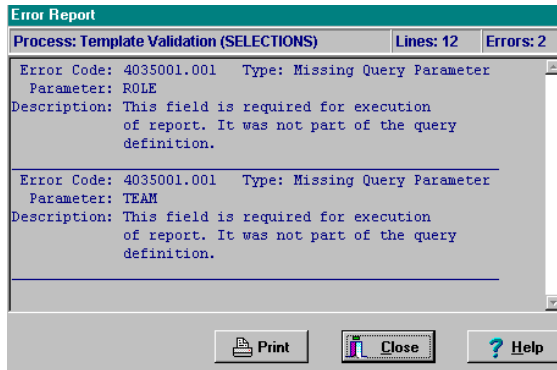 Error Report
Process: Template Validation (SELECTIONS) Lines: 12 Errors: 2
Error Code: 4035001.001 Type: Missing Query Parameter
Parameter: ROLE
Description: This field is required for execution
of report. It was not part of the query
definition.
Error Code: 4035001.001 Type: Missing Query Parameter
Parameter: TEAM
Description: This field is required for execution
of report. It was not part of the query
definition.
Print Close Help